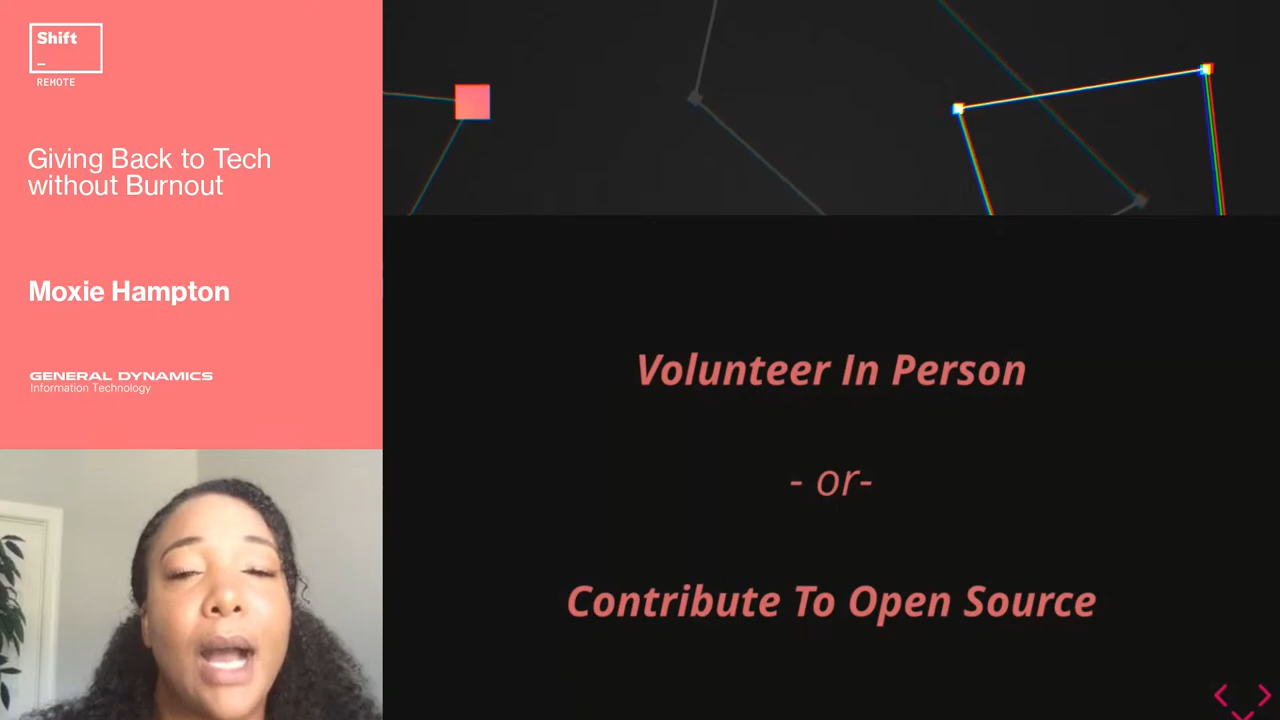 Shift
_
REMOTE
Giving Back to Tech
without Burnout
Moxie Hampton
GENERAL DYNAMICS
Information Technology
Volunteer In Person
- or-
Contribute To Open Source